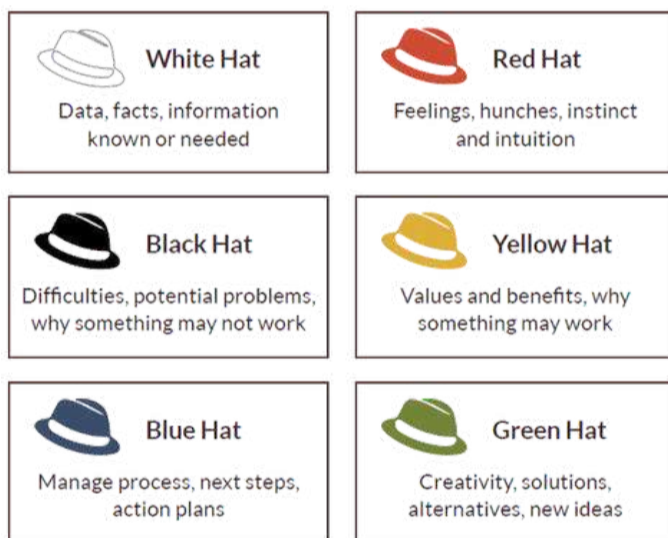 White Hat
Data, facts, information
known or needed
Red Hat
Feelings, hunches, instinct
and intuition
Black Hat
Difficulties, potential problems,
why something may not work
Yellow Hat
Values and benefits, why
something may work
Blue Hat
Manage process, next steps,
action plans
Green Hat
Creativity, solutions,
alternatives, new ideas